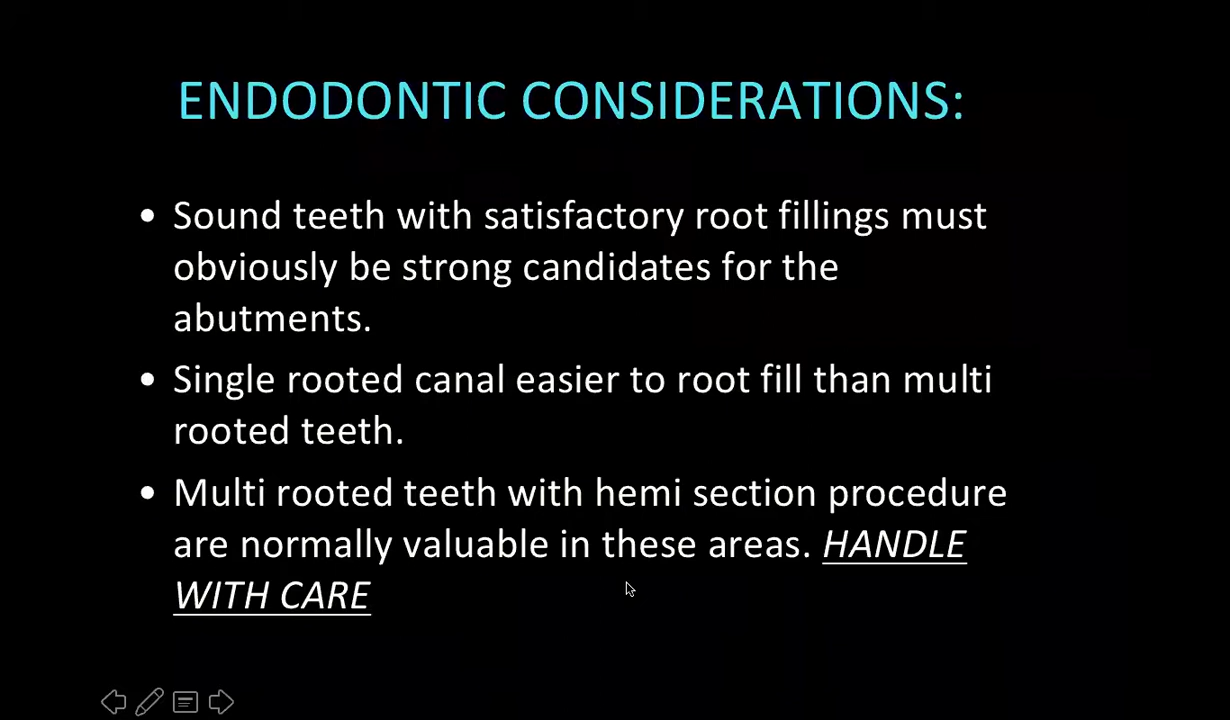 ENDODONTIC CONSIDERATIONS:
• Sound teeth with satisfactory root fillings must
obviously be strong candidates for the
abutments.
• Single rooted canal easier to root fill than multi
rooted teeth.
• Multi rooted teeth with hemi section procedure
are normally valuable in these areas. HANDLE
WITH CARE